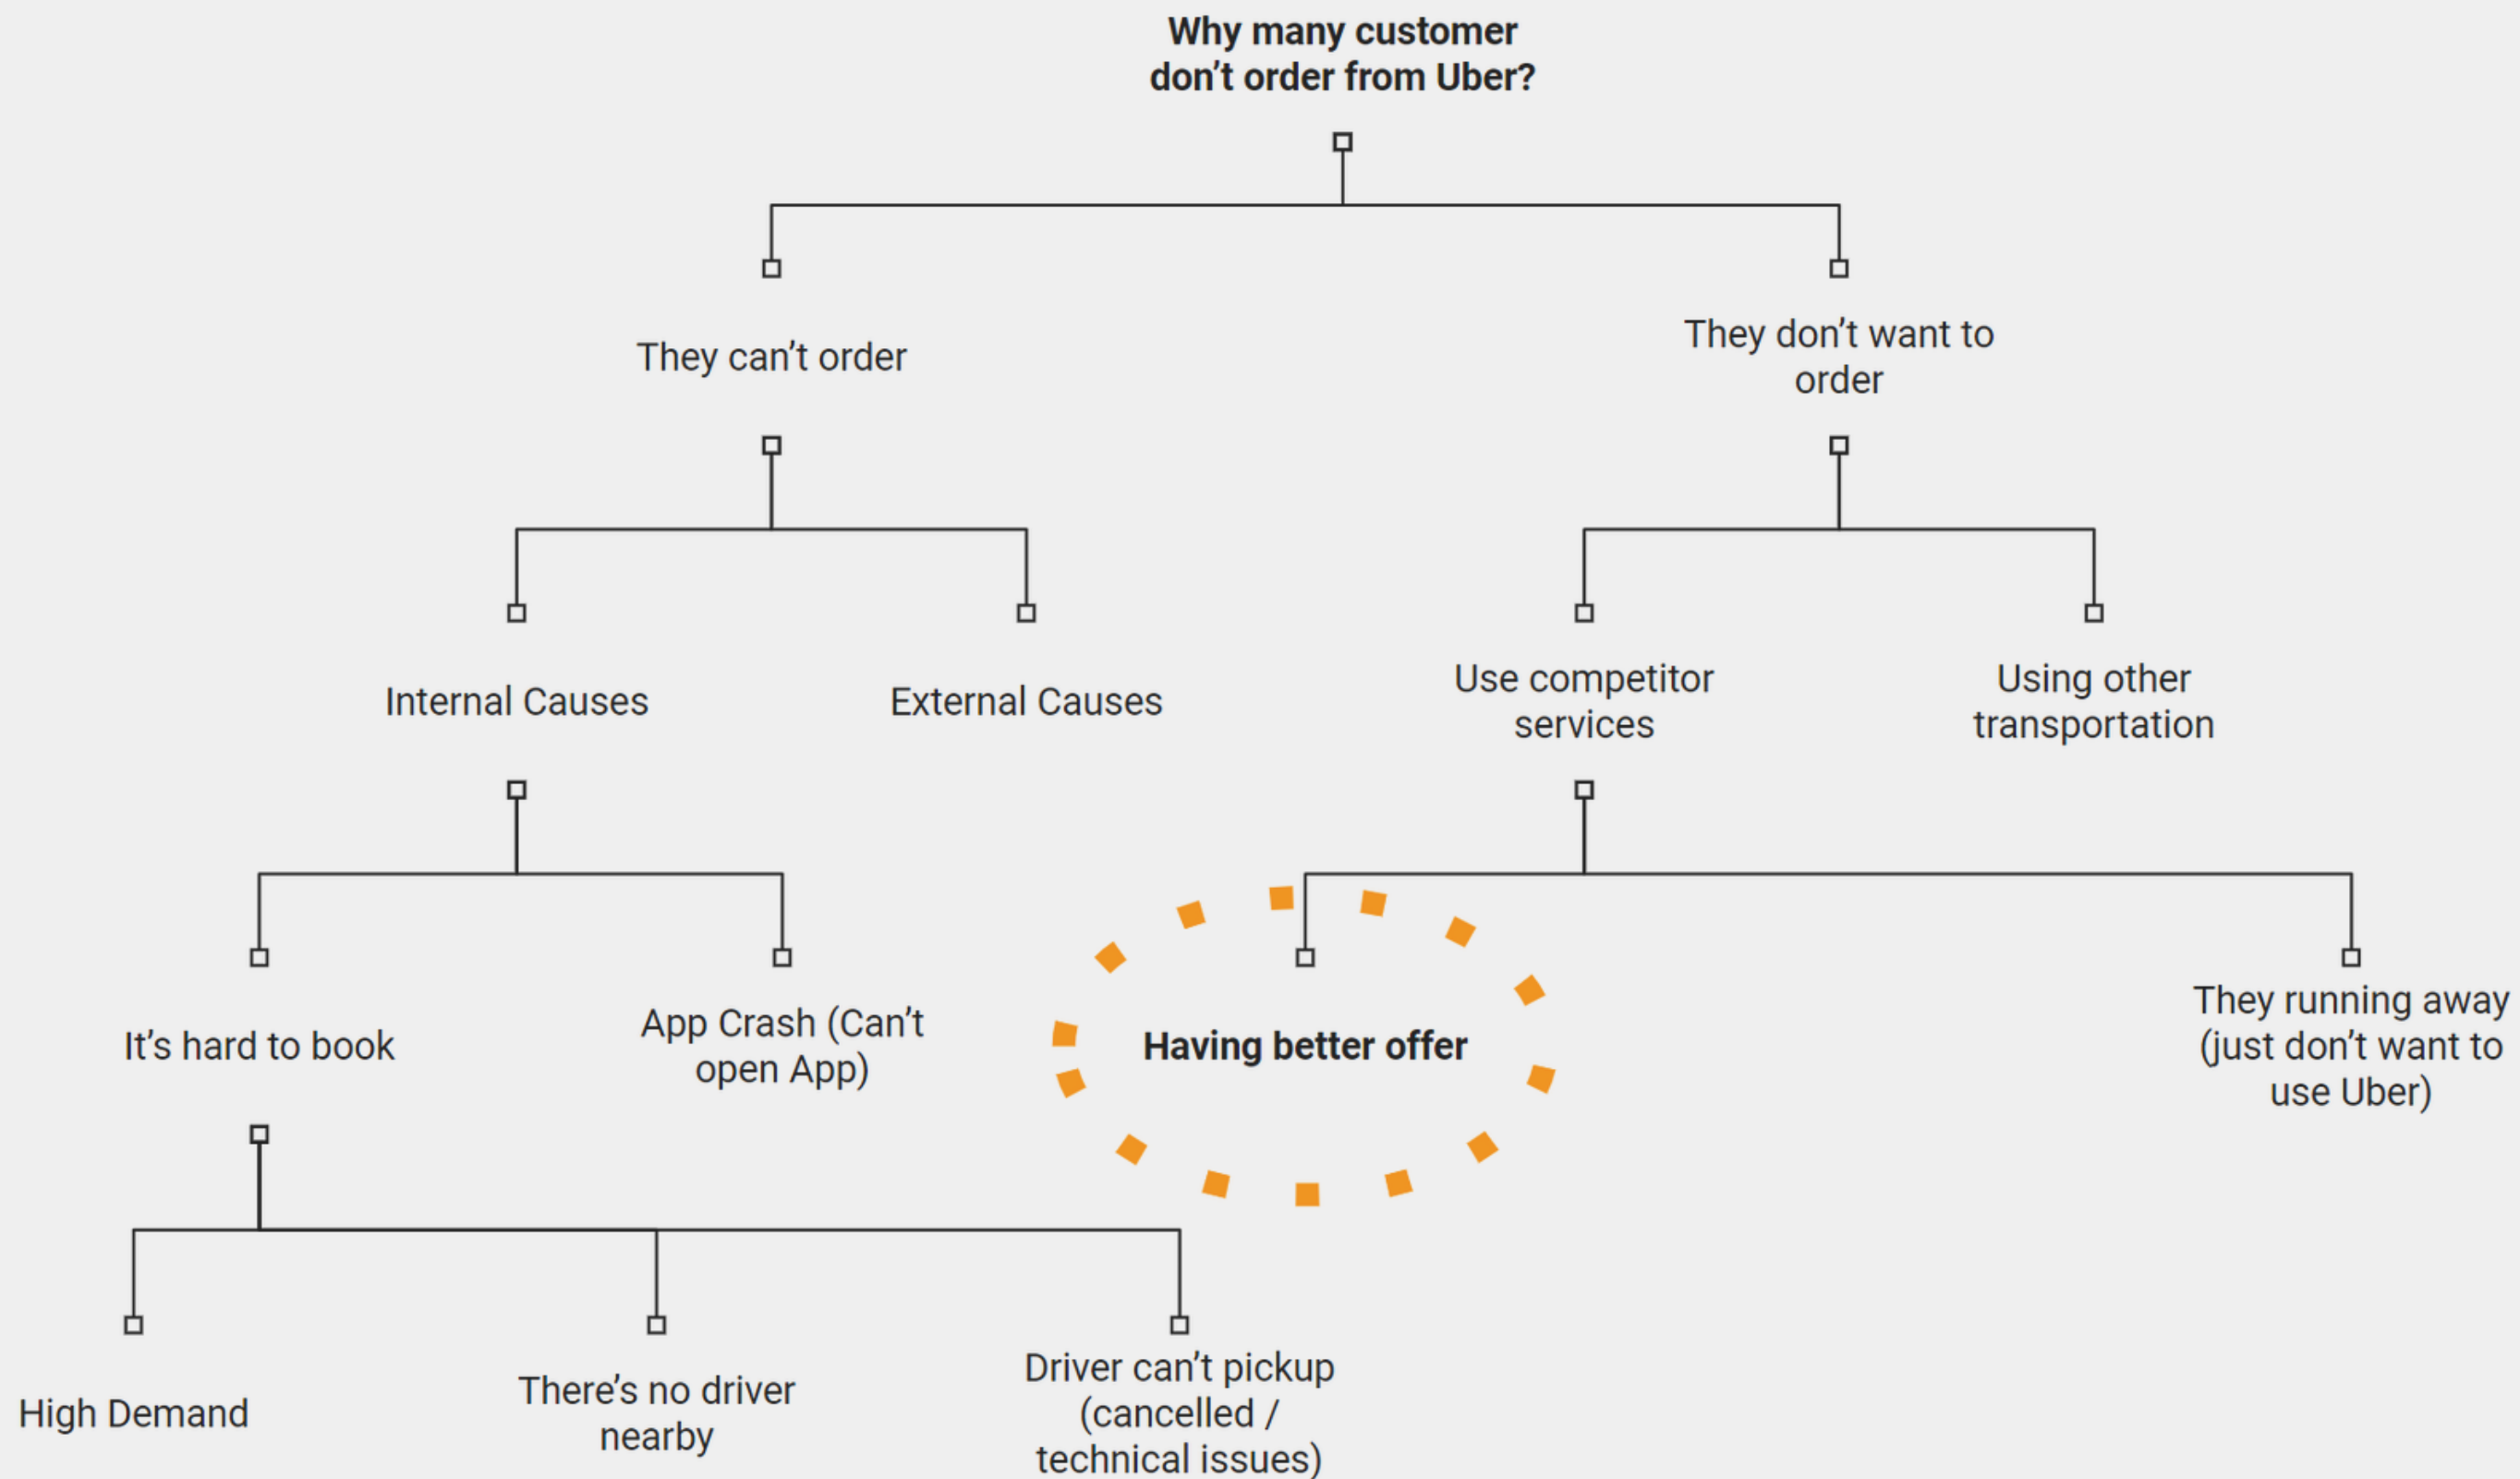 Why many customer
don’t order from Uber?
They can’t order
They don’t want to
order
Internal Causes
External Causes
Use competitor
services
Using other
transportation
It’s hard to book
App Crash (Can’t
open App)
Having better offer
They running away
(just don’t want to
use Uber)
High Demand
There’s no driver
nearby
Driver can’t pickup
(cancelled /
technical issues)